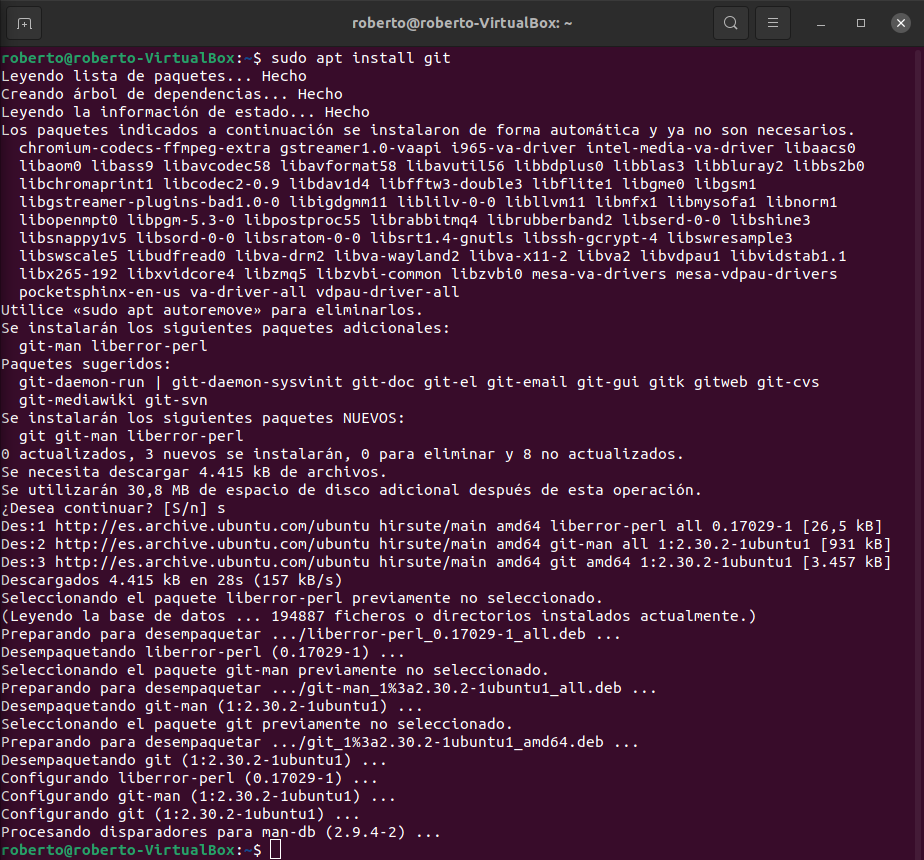 roberto@roberto-VirtualBox: ~
roberto@roberto-VirtualBox:~$ sudo apt install git
Leyendo lista de paquetes... Hecho
Creando árbol de dependencias... Hecho
Leyendo la información de estado... Hecho
Los paquetes indicados a continuación se instalaron de forma automática y ya no son necesarios.
  chromium-codecs-ffmpeg-extra gstreamer1.0-vaapi i965-va-driver intel-media-va-driver libaacs0
  libaom0 libass9 libavcodec58 libavformat58 libavutil56 libbdplus0 libblas3 libbluray2 libbs2b0
  libchromaprint1 libcodec2-0.9 libdav1d4 libfftw3-double3 libflite1 libgme0 libgsm1
  libgstreamer-plugins-bad1.0-0 libigdgmm11 liblilv-0-0 libllvm11 libmfx1 libmysofa1 libnorm1
  libopenmpt0 libpgm-5.3-0 libpostproc55 librabbitmq4 librubberband2 libserd-0-0 libshine3
  libsnappy1v5 libsord-0-0 libsratom-0-0 libsrt1.4-gnutls libssh-gcrypt-4 libswresample3
  libswscale5 libudfread0 libva-drm2 libva-wayland2 libva-x11-2 libva2 libvdpau1 libvidstab1.1
  libx265-192 libxvidcore4 libzmq5 libzvbi-common libzvbi0 mesa-va-drivers mesa-vdpau-drivers
  pocketsphinx-en-us va-driver-all vdpau-driver-all
Utilice «sudo apt autoremove» para eliminarlos.
Se instalarán los siguientes paquetes adicionales:
  git-man liberror-perl
Paquetes sugeridos:
  git-daemon-run | git-daemon-sysvinit git-doc git-el git-email git-gui gitk gitweb git-cvs
  git-mediawiki git-svn
Se instalarán los siguientes paquetes NUEVOS:
  git git-man liberror-perl
0 actualizados, 3 nuevos se instalarán, 0 para eliminar y 8 no actualizados.
Se necesita descargar 4.415 kB de archivos.
Se utilizarán 30,8 MB de espacio de disco adicional después de esta operación.
¿Desea continuar? [S/n] s
Des:1 http://es.archive.ubuntu.com/ubuntu hirsute/main amd64 liberror-perl all 0.17029-1 [26,5 kB]
Des:2 http://es.archive.ubuntu.com/ubuntu hirsute/main amd64 git-man all 1:2.30.2-1ubuntu1 [931 kB]
Des:3 http://es.archive.ubuntu.com/ubuntu hirsute/main amd64 git amd64 1:2.30.2-1ubuntu1 [3.457 kB]
Descargados 4.415 kB en 28s (157 kB/s)
Seleccionando el paquete liberror-perl previamente no seleccionado.
(Leyendo la base de datos ... 194887 ficheros o directorios instalados actualmente.)
Preparando para desempaquetar .../liberror-perl_0.17029-1_all.deb ...
Desempaquetando liberror-perl (0.17029-1) ...
Seleccionando el paquete git-man previamente no seleccionado.
Preparando para desempaquetar .../git-man_1%3a2.30.2-1ubuntu1_all.deb ...
Desempaquetando git-man (1:2.30.2-1ubuntu1) ...
Seleccionando el paquete git previamente no seleccionado.
Preparando para desempaquetar .../git_1%3a2.30.2-1ubuntu1_amd64.deb ...
Desempaquetando git (1:2.30.2-1ubuntu1) ...
Configurando liberror-perl (0.17029-1) ...
Configurando git-man (1:2.30.2-1ubuntu1) ...
Configurando git (1:2.30.2-1ubuntu1) ...
Procesando disparadores para man-db (2.9.4-2) ...
roberto@roberto-VirtualBox:~$